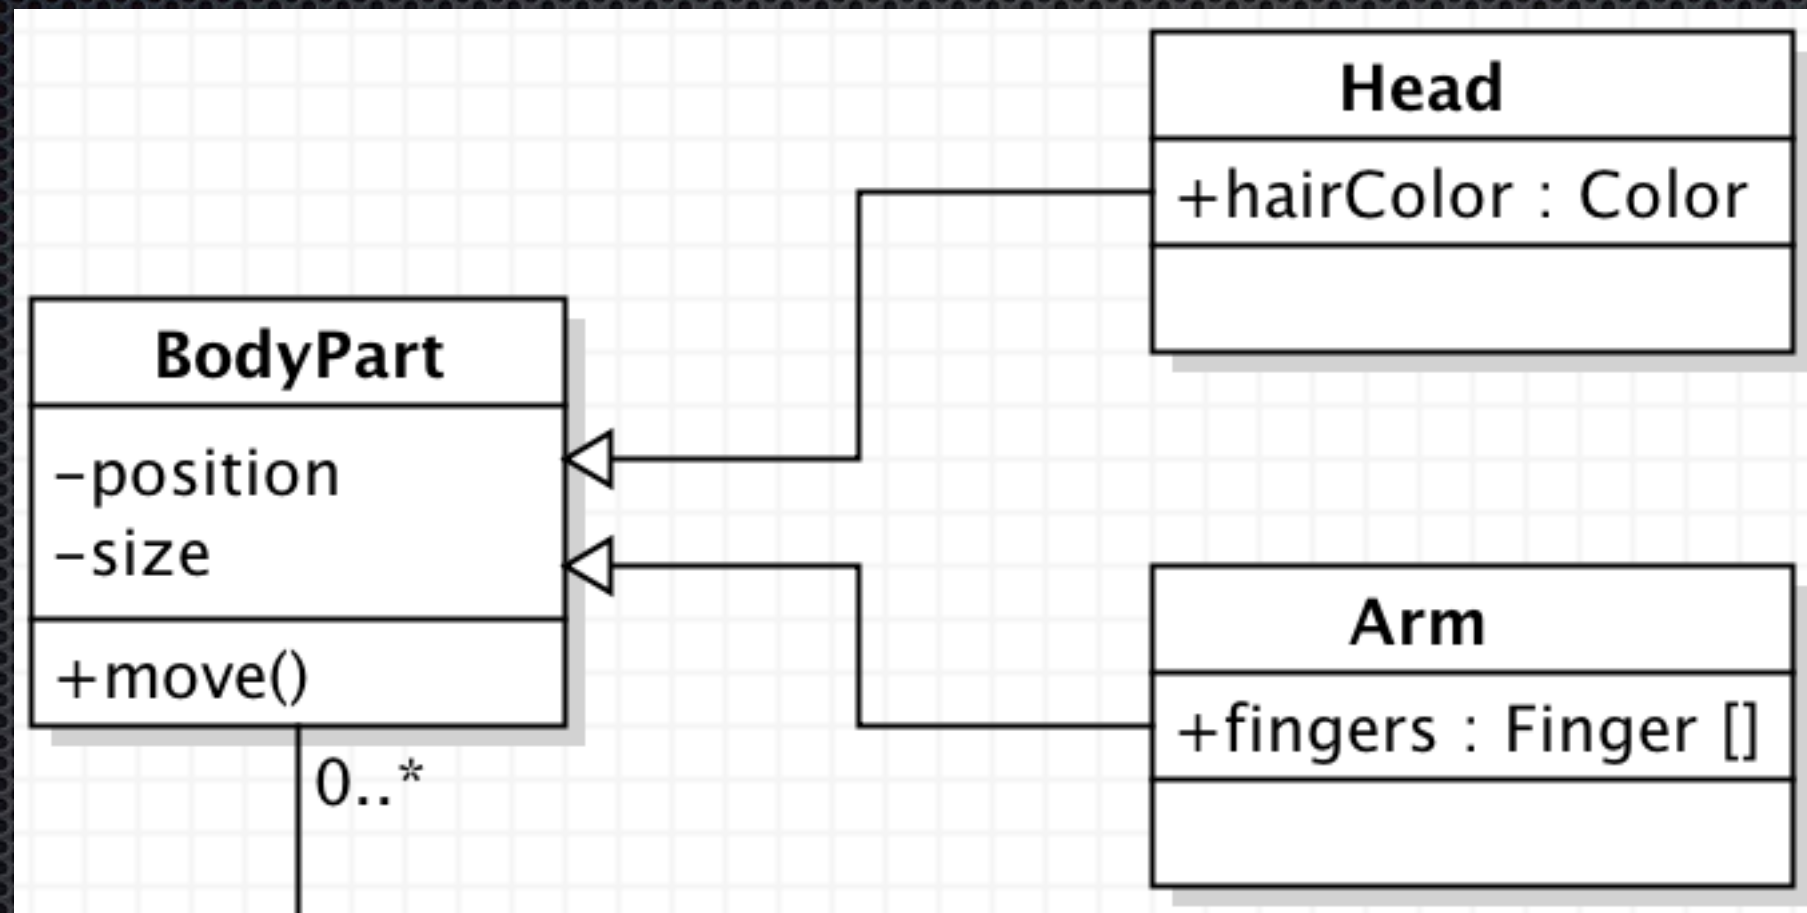 Head
+hairColor : Color
BodyPart
-position
-size
+move()
0..*
Arm
+fingers : Finger []